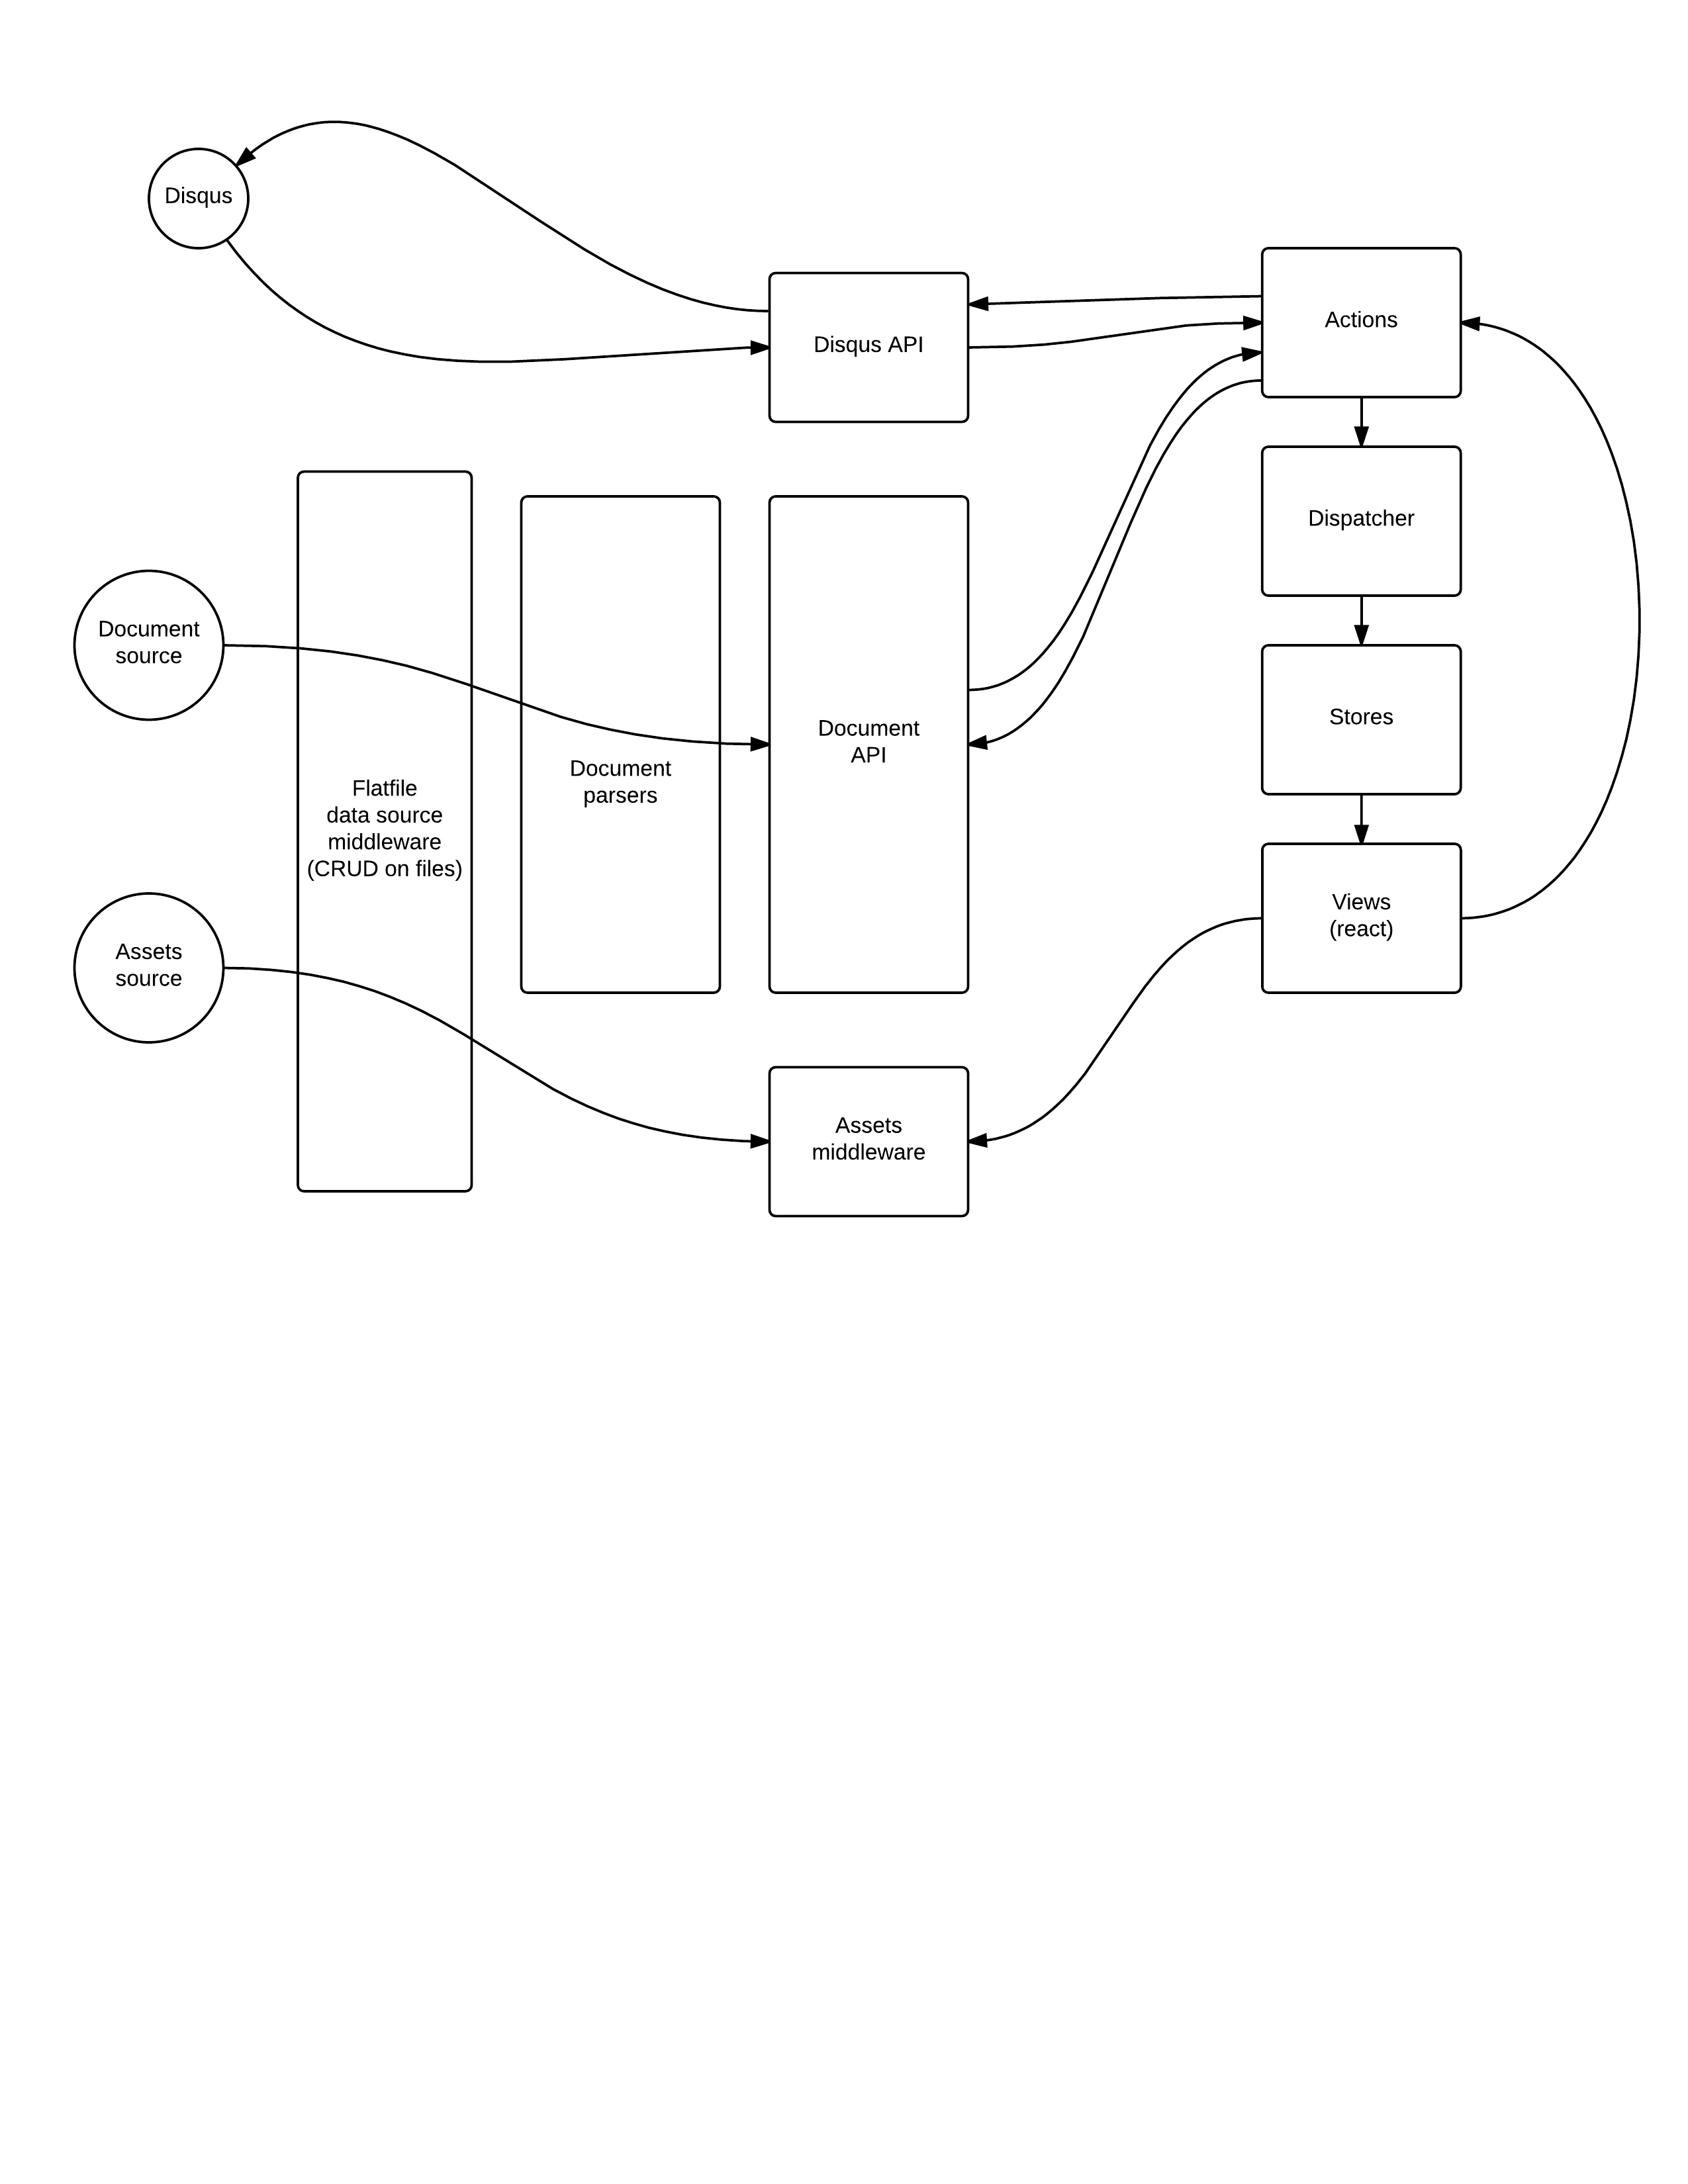 Disqus
Disqus API
Actions
Dispatcher
Document
source
Flatfile
data source
middleware
(CRUD on files)
Document
parsers
Document
API
Stores
Assets
source
Views
(react)
Assets
middleware